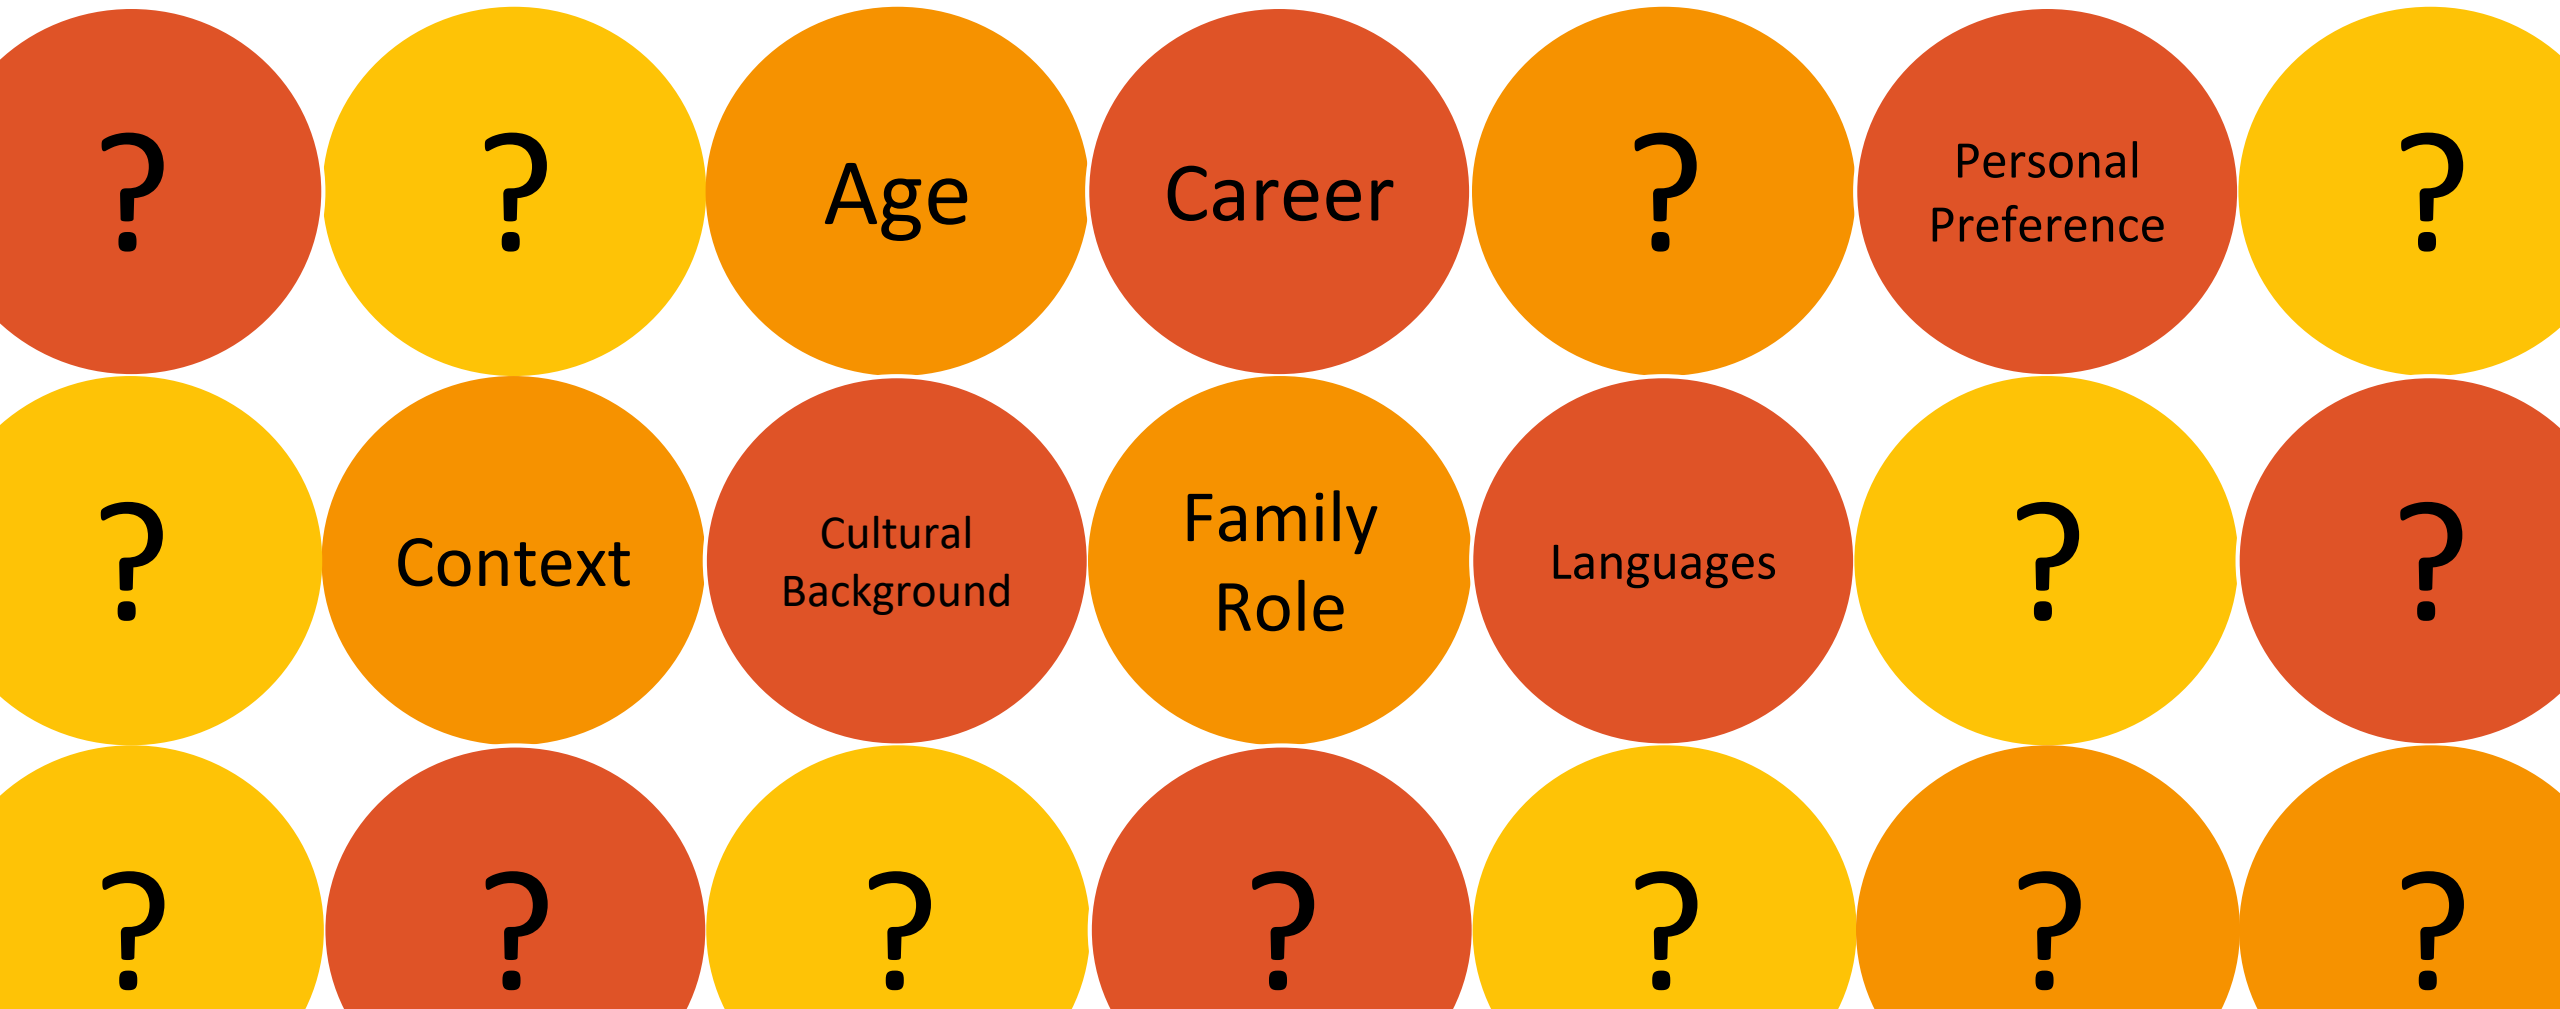 ? ? Age Career ? Personal
Preference ?
? Context Cultural
Background Family
Role Languages ? ?
? ? ? ? ? ? ?